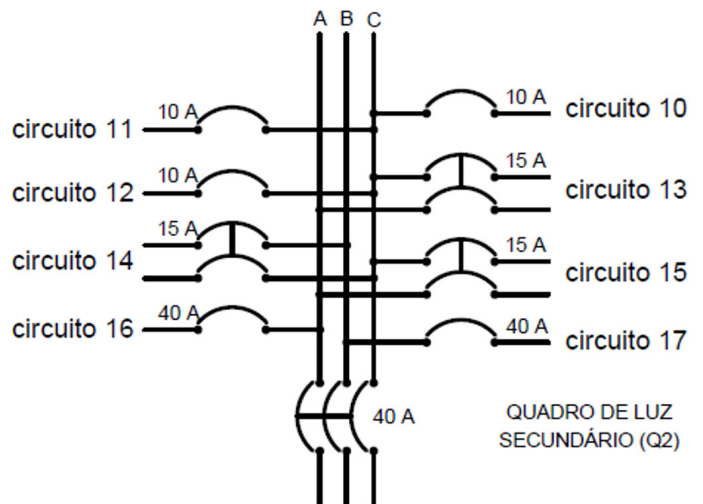 A B C
10 A
circuito 11
10 A
circuito 10
10 A
circuito 12
15 A
circuito 13
15 A
circuito 14
15 A
circuito 15
40 A
circuito 16
40 A
circuito 17
40 A
QUADRO DE LUZ
SECUNDÁRIO (Q2)